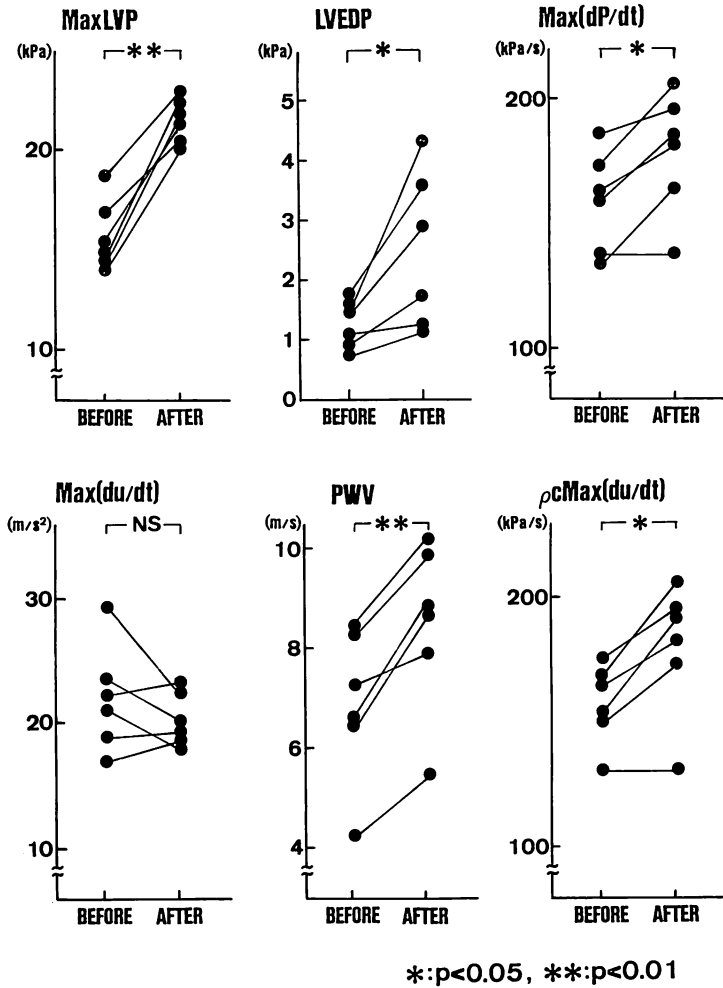 MaxLVP
(kPa)
**
20
10
BEFORE AFTER
LVEDP
(kPa)
*
5
4
3
2
1
0
BEFORE AFTER
Max(dP/dt)
(kPa/s)
*
200
100
BEFORE AFTER
Max(du/dt)
(m/s²)
NS
30
20
10
BEFORE AFTER
PWV
(m/s)
**
10
8
6
4
BEFORE AFTER
ρcMax(du/dt)
(kPa/s)
*
200
100
BEFORE AFTER
*:p<0.05, **:p<0.01